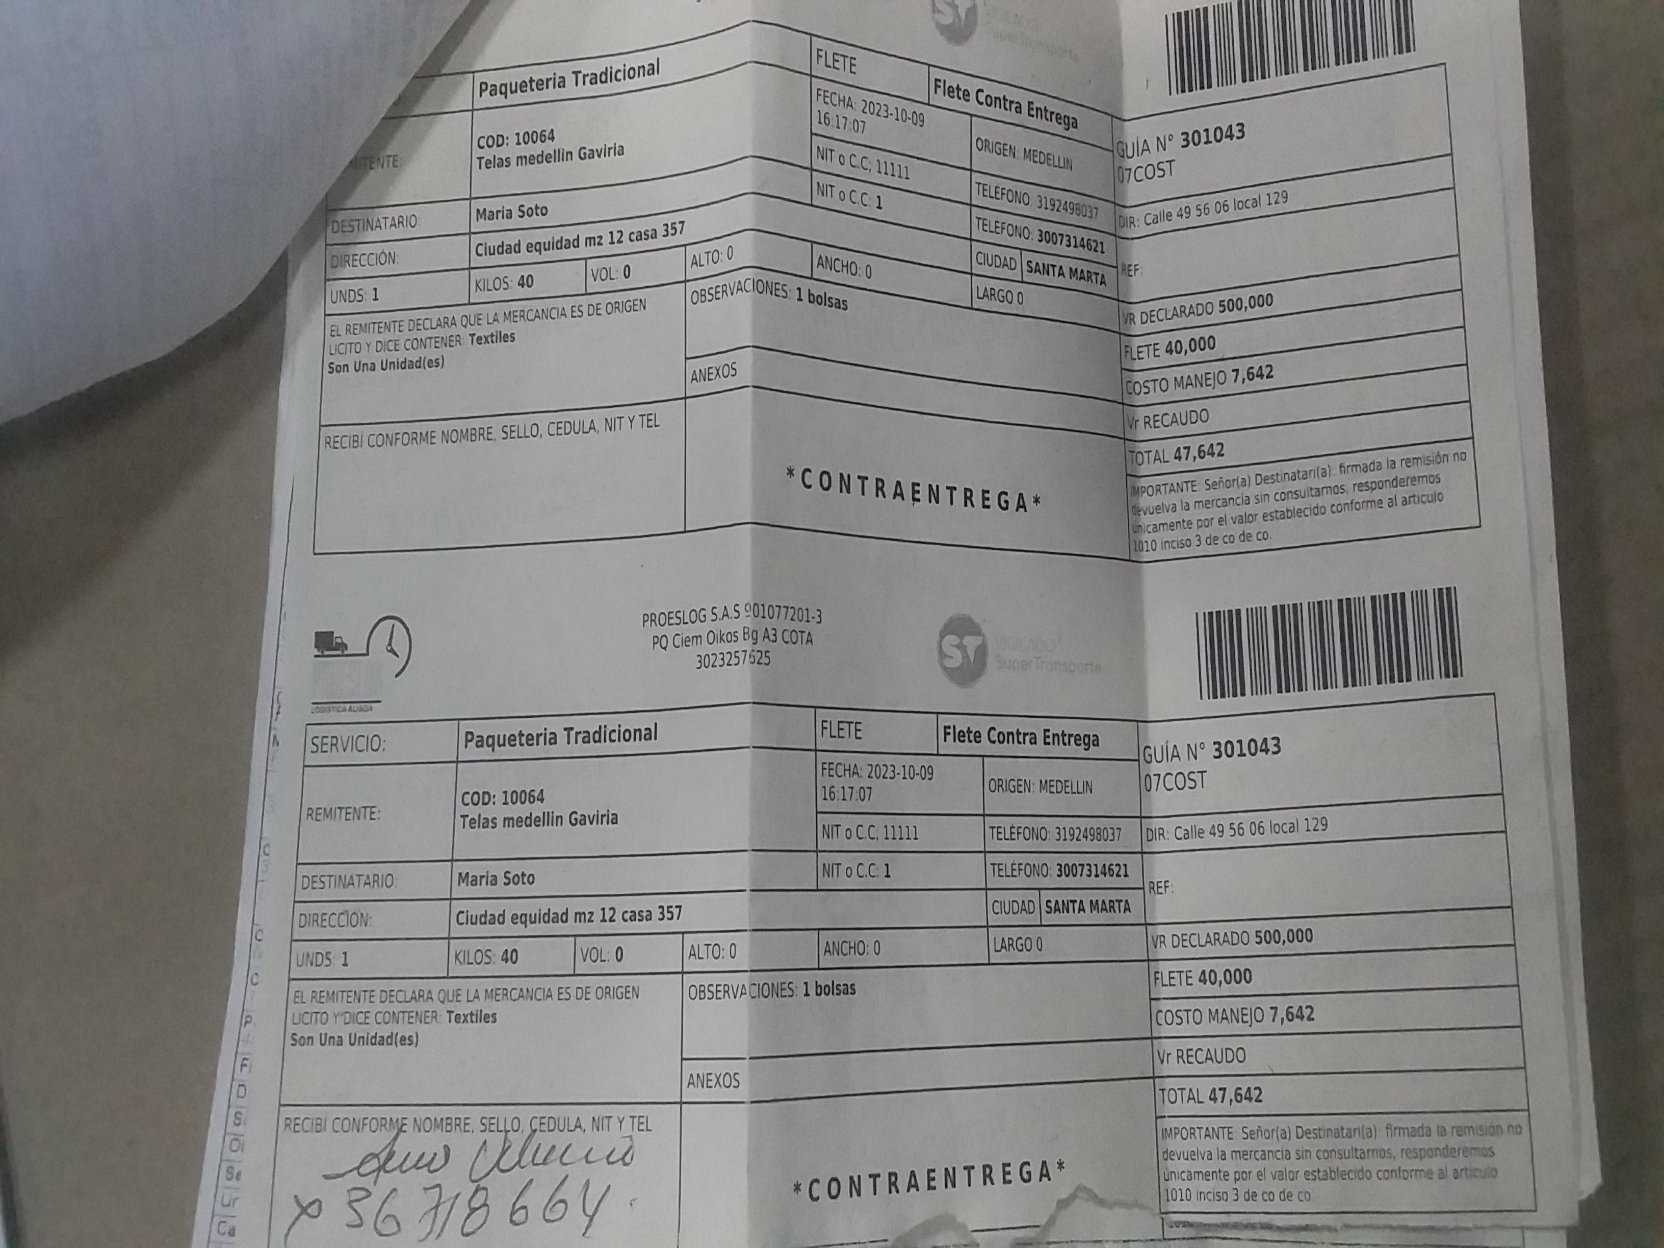 Paqueteria Tradicional
FLETE
Flete Contra Entrega
COD: 10064
Telas medellin Gaviria
FECHA: 2023-10-09
16:17:07
ORIGEN: MEDELLIN
GUÍA N° 301043
07COST
NIT o C.C; 11111
TELÉFONO: 3192498037
DIR: Calle 49 56 06 local 129
DESTINATARIO:
Maria Soto
NIT o C.C: 1
TELÉFONO: 3007314621
REF:
DIRECCIÓN:
Ciudad equidad mz 12 casa 357
CIUDAD
SANTA MARTA
UNDS: 1
KILOS: 40
VOL: 0
ALTO: 0
ANCHO: 0
LARGO 0
VR DECLARADO 500,000
EL REMITENTE DECLARA QUE LA MERCANCIA ES DE ORIGEN
LICITO Y DICE CONTENER: Textiles
Son Una Unidad(es)
OBSERVACIONES: 1 bolsas
FLETE 40,000
COSTO MANEJO 7,642
ANEXOS
Vr RECAUDO
TOTAL 47,642
RECIBÍ CONFORME NOMBRE, SELLO, CEDULA, NIT Y TEL
*CONTRAENTREGA*
IMPORTANTE: Señor(a) Destinatari(a): firmada la remisión no
devuelva la mercancía sin consultarnos, responderemos
únicamente por el valor establecido conforme al articulo
1010 inciso 3 de co de co.
LOGISTICA ALIADA
PROESLOG S.A.S 901077201-3
PQ Ciem Oikos Bg A3 COTA
3023257625
ST
VIGILADO
SuperTransporte
SERVICIO:
Paqueteria Tradicional
FLETE
Flete Contra Entrega
GUÍA N° 301043
07COST
REMITENTE:
COD: 10064
Telas medellin Gaviria
FECHA: 2023-10-09
16:17:07
ORIGEN: MEDELLIN
NIT o C.C; 11111
TELÉFONO: 3192498037
DIR: Calle 49 56 06 local 129
DESTINATARIO:
Maria Soto
NIT o C.C: 1
TELÉFONO: 3007314621
REF:
DIRECCIÓN:
Ciudad equidad mz 12 casa 357
CIUDAD
SANTA MARTA
UNDS: 1
KILOS: 40
VOL: 0
ALTO: 0
ANCHO: 0
LARGO 0
VR DECLARADO 500,000
EL REMITENTE DECLARA QUE LA MERCANCIA ES DE ORIGEN
LICITO Y DICE CONTENER: Textiles
Son Una Unidad(es)
OBSERVACIONES: 1 bolsas
FLETE 40,000
COSTO MANEJO 7,642
ANEXOS
Vr RECAUDO
TOTAL 47,642
RECIBÍ CONFORME NOMBRE, SELLO, CEDULA, NIT Y TEL
36718664
*CONTRAENTREGA*
IMPORTANTE: Señor(a) Destinatari(a): firmada la remisión no
devuelva la mercancía sin consultarnos, responderemos
únicamente por el valor establecido conforme al articulo
1010 inciso 3 de co de co